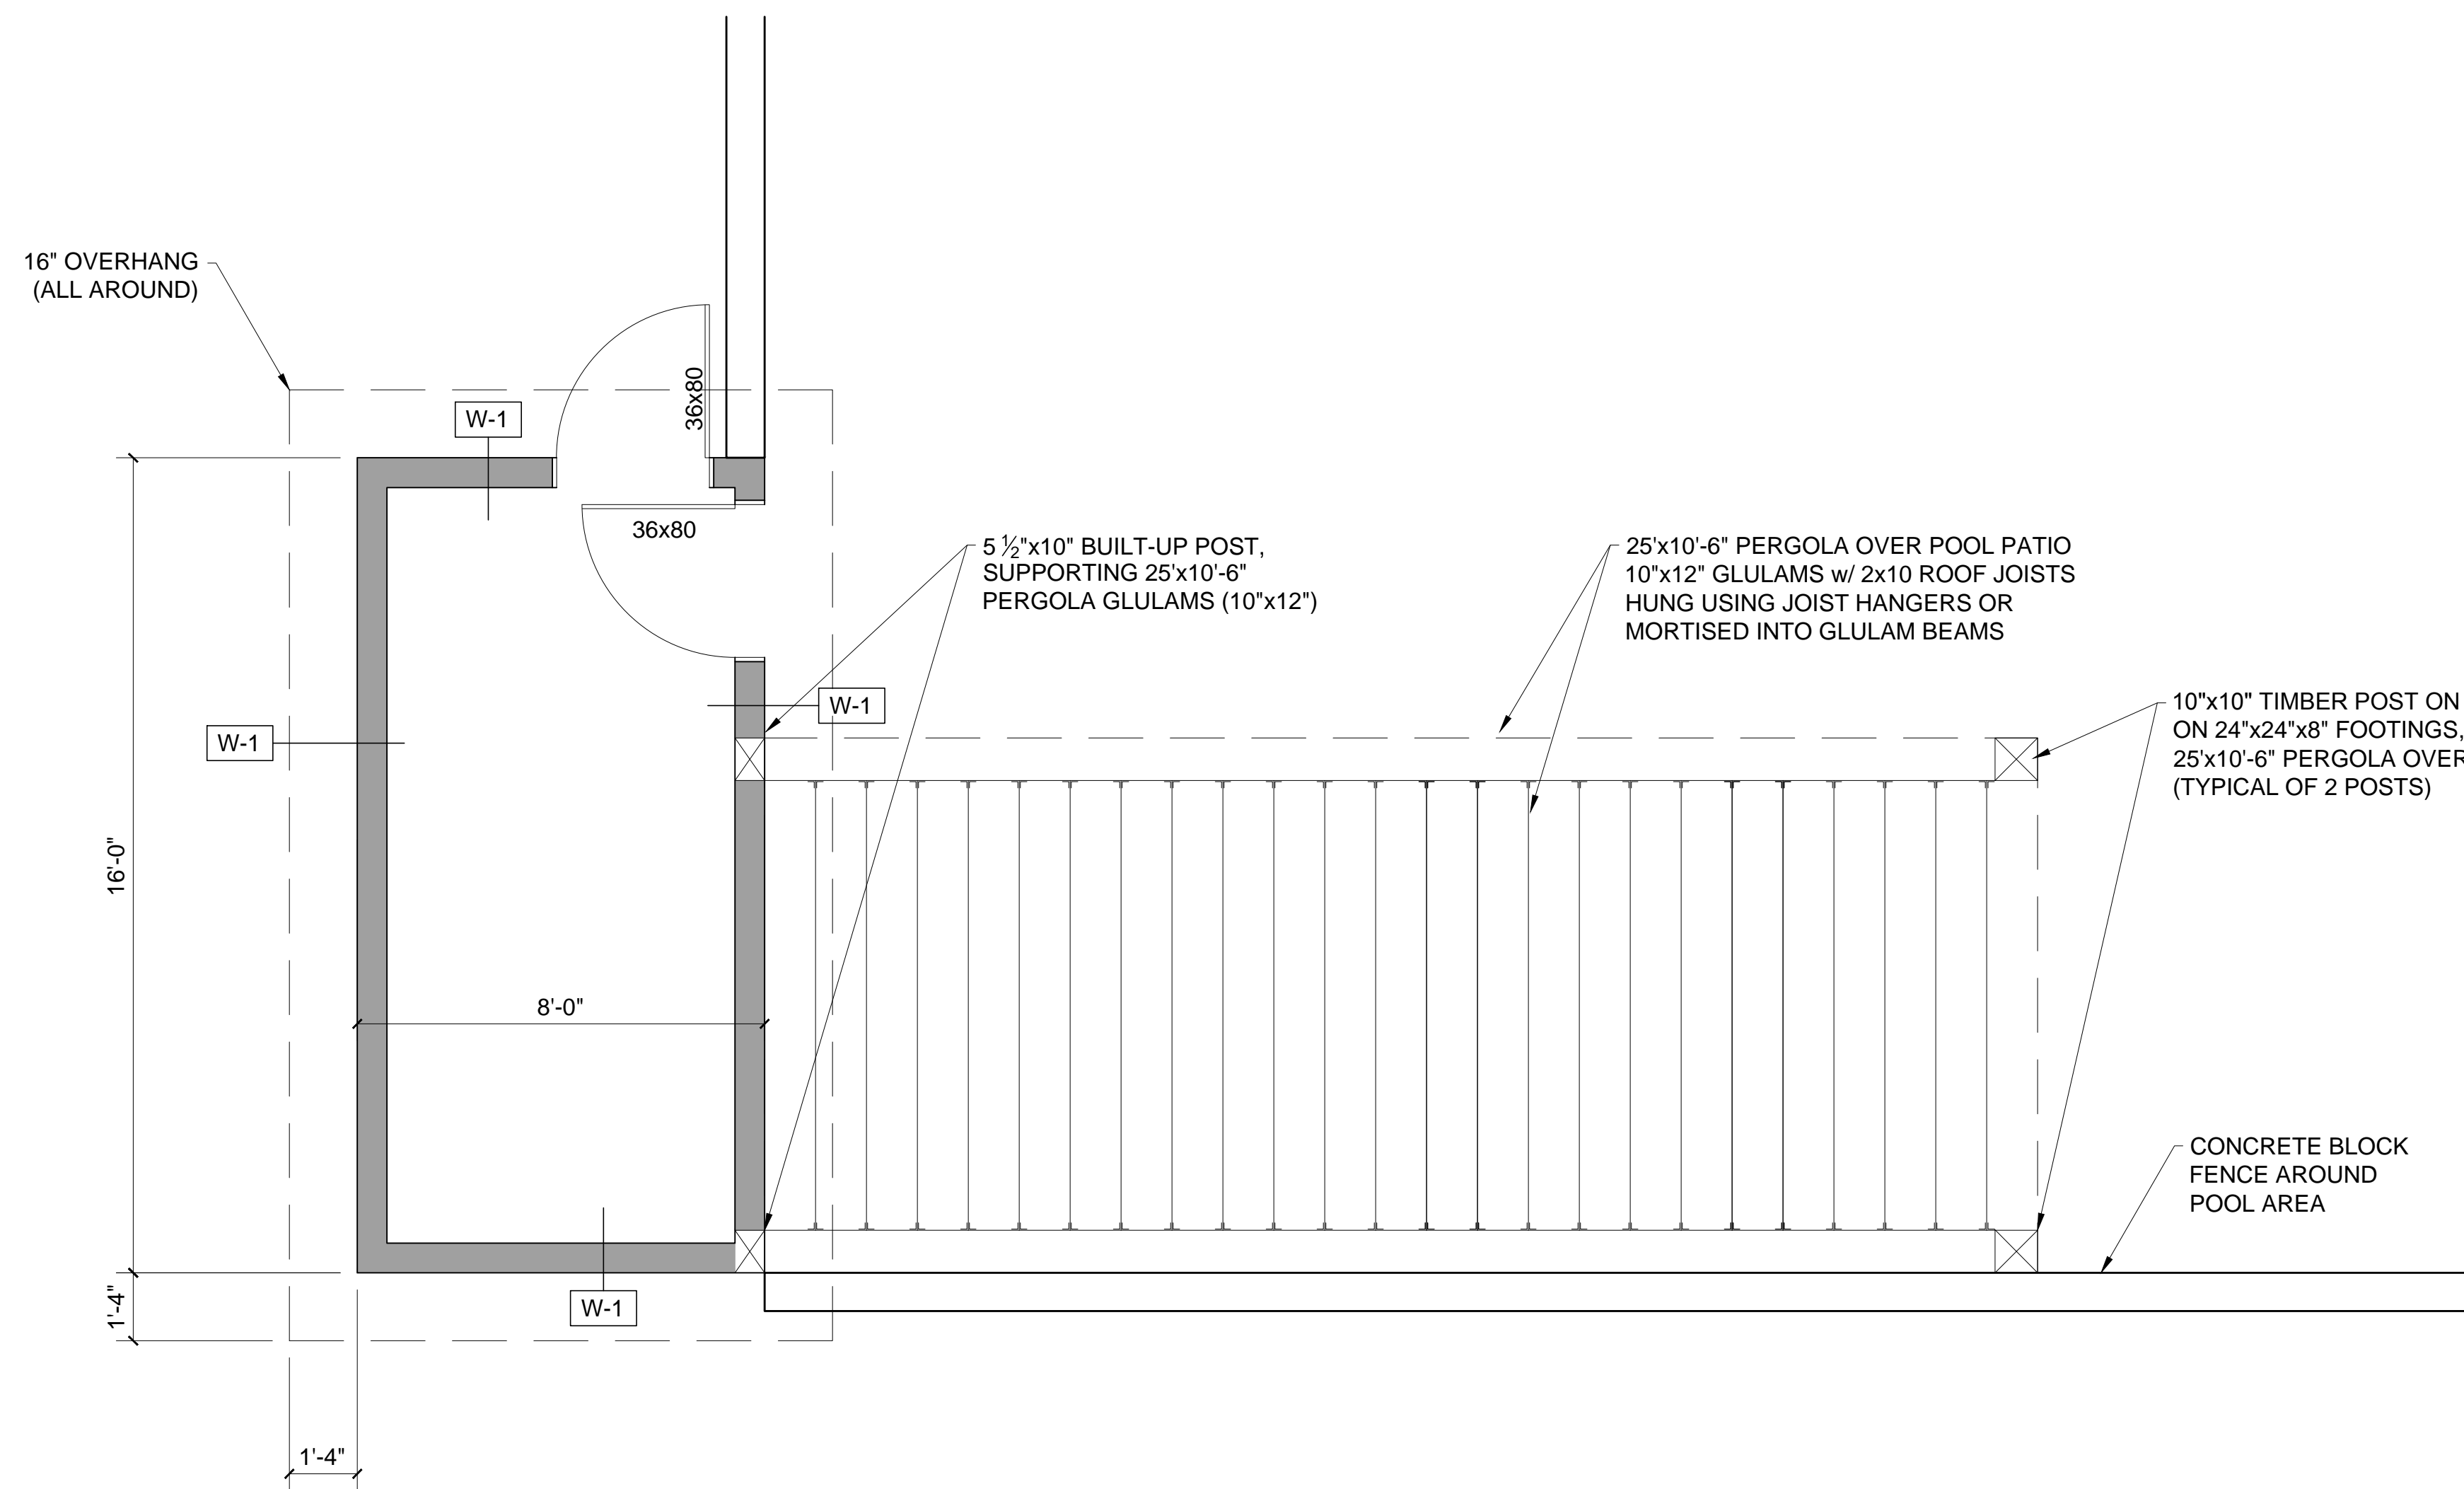 16" OVERHANG
(ALL AROUND)
W-1
36x80
36x80
5 ½"x10" BUILT-UP POST,
SUPPORTING 25'x10'-6"
PERGOLA GLULAMS (10"x12")
25'x10'-6" PERGOLA OVER POOL PATIO
10"x12" GLULAMS w/ 2x10 ROOF JOISTS
HUNG USING JOIST HANGERS OR
MORTISED INTO GLULAM BEAMS
10"x10" TIMBER POST ON
ON 24"x24"x8" FOOTINGS,
25'x10'-6" PERGOLA OVER
(TYPICAL OF 2 POSTS)
W-1
W-1
16'-0"
8'-0"
CONCRETE BLOCK
FENCE AROUND
POOL AREA
1'-4"
W-1
1'-4"